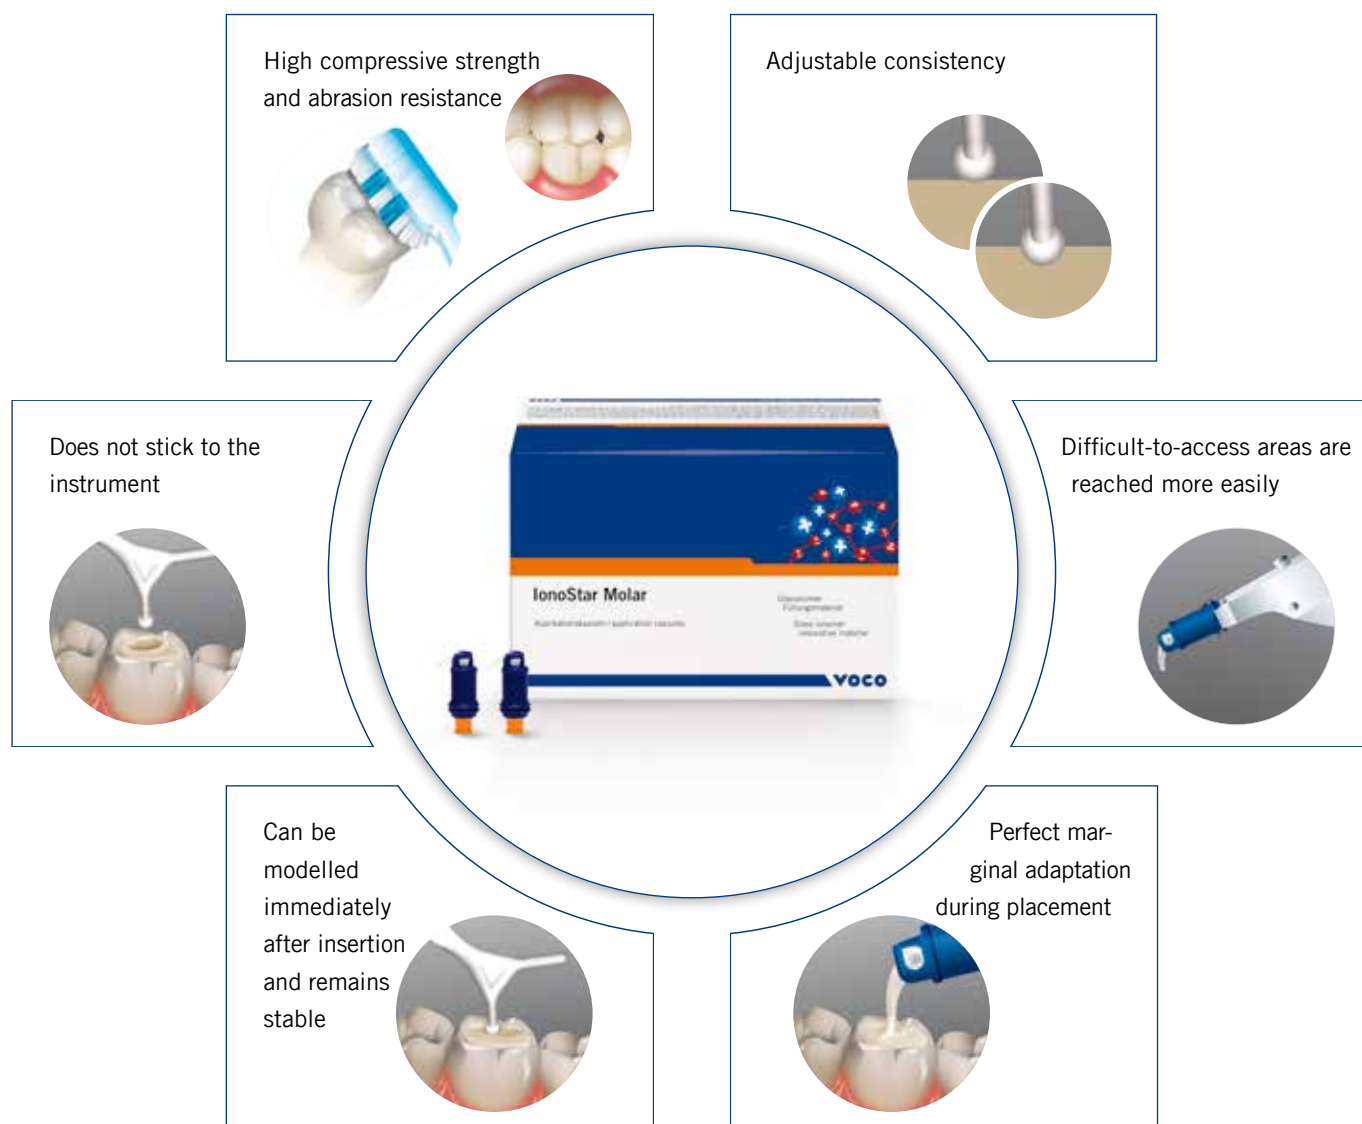 High compressive strength
and abrasion resistance
Adjustable consistency
Does not stick to the
instrument
Difficult-to-access areas are
reached more easily
IonoStar Molar
VOCO
Can be
modelled
immediately
after insertion
and remains
stable
Perfect mar-
ginal adaptation
during placement